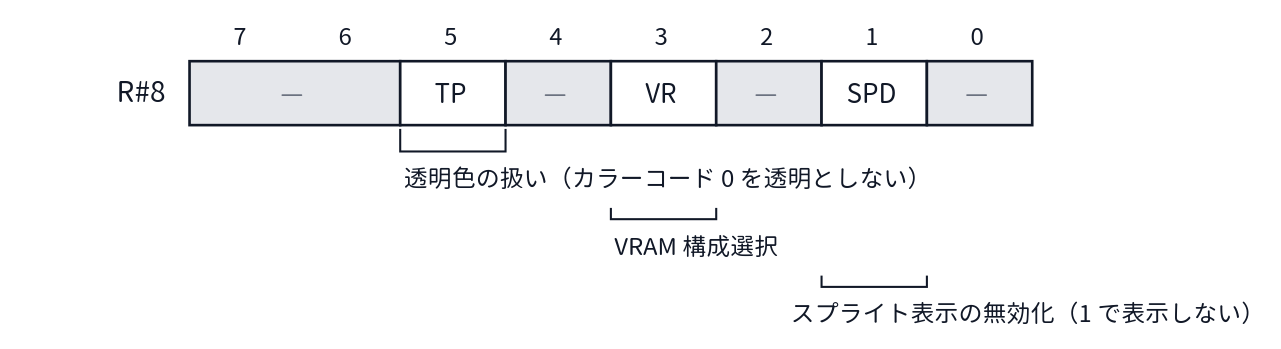 7 6 5 4 3 2 1 0
R#8 — TP — VR — SPD —
透明色の扱い（カラーコード 0 を透明としない）
VRAM 構成選択
スプライト表示の無効化（1 で表示しない）